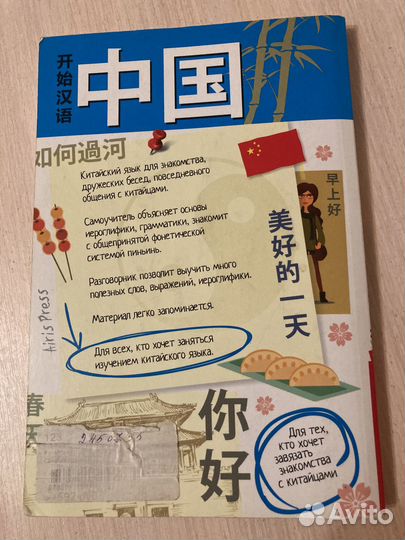 开始汉语
中国
如何過河
Китайский язык для знакомства,
дружеских бесед, повседневного
общения с китайцами.
Самоучитель объясняет основы
иероглифики, грамматики, знакомит
с общепринятой фонетической
системой пиньинь.
Разговорник позволит выучить много
полезных слов, выражений, иероглифики.
Материал легко запоминается.
Для всех, кто хочет заняться
изучением китайского языка.
早上好
美好的一天
Airis Press
春天
你好
Для тех,
кто хочет
завязать
знакомства
с китайцами
Avito